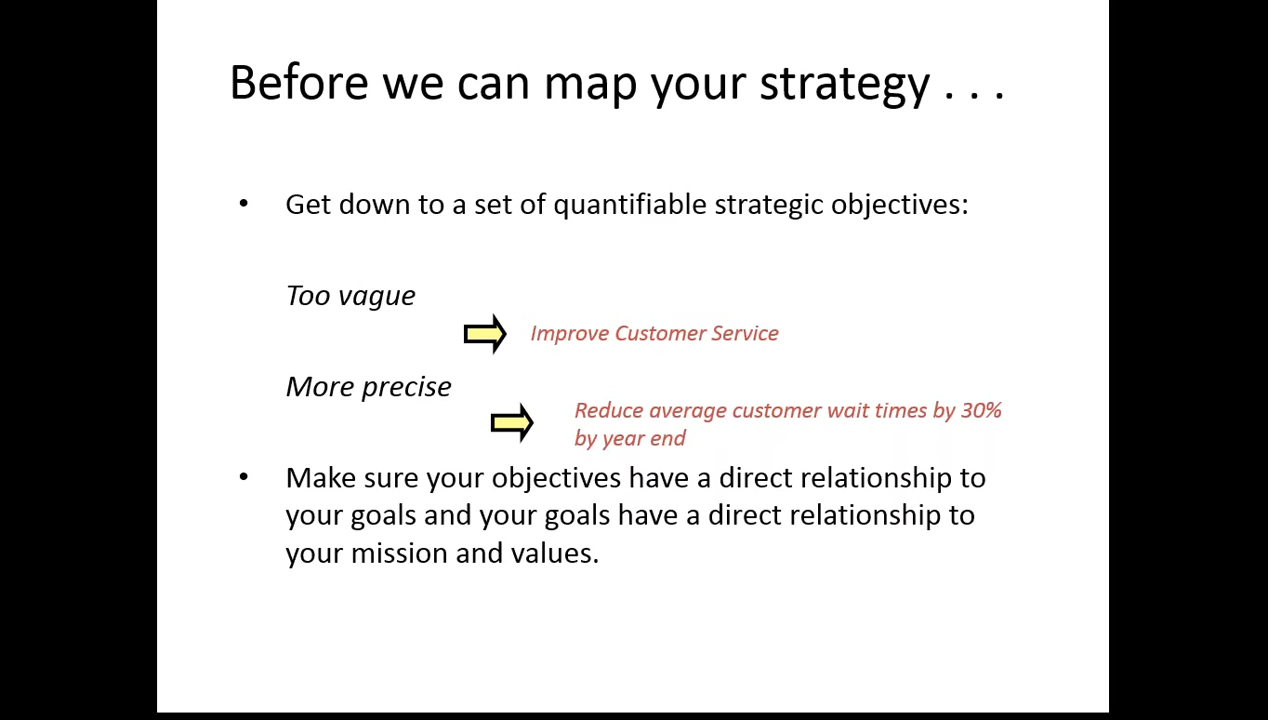 Before we can map your strategy . . .
• Get down to a set of quantifiable strategic objectives:
Too vague
Improve Customer Service
More precise
Reduce average customer wait times by 30%
by year end
• Make sure your objectives have a direct relationship to
your goals and your goals have a direct relationship to
your mission and values.